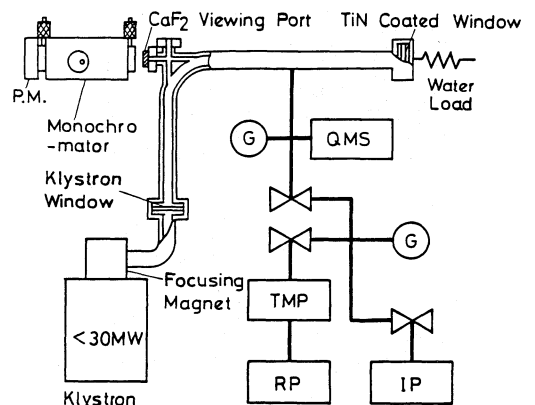 CaF2 Viewing Port
TiN Coated Window
P.M.
Water
Load
Monochro
-mator
G
QMS
Klystron
Window
G
Focusing
Magnet
TMP
<30MW
RP
IP
Klystron